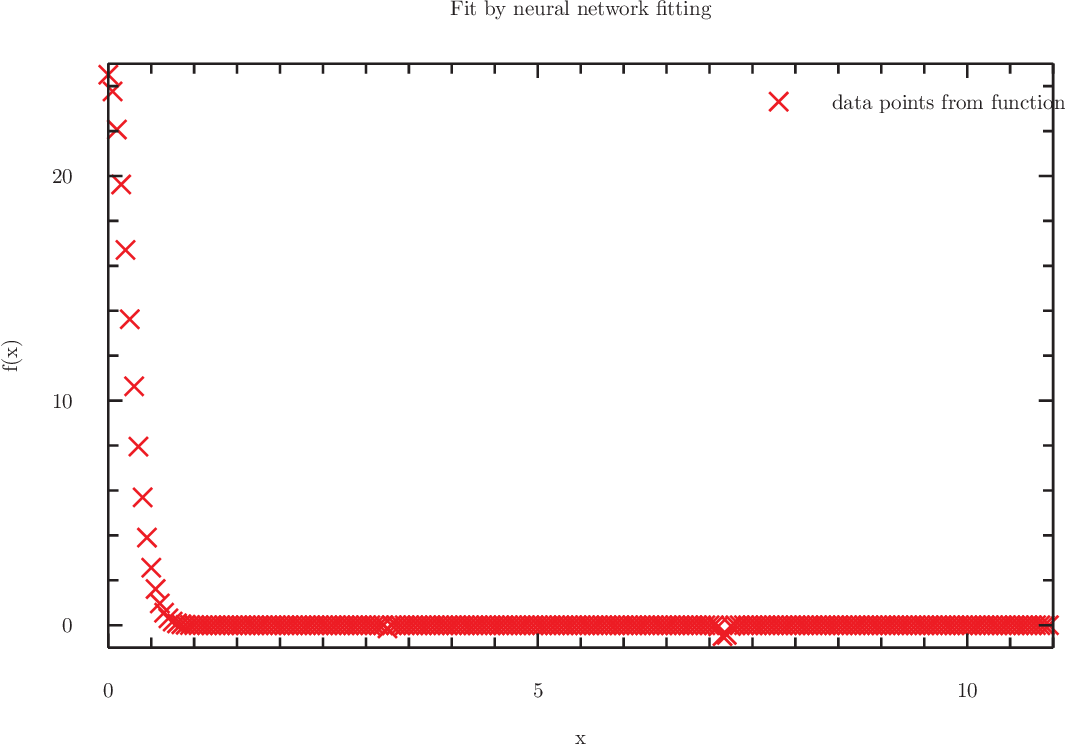 Fit by neural network fitting
data points from function
20
10
0
f(x)
0 5 10
x